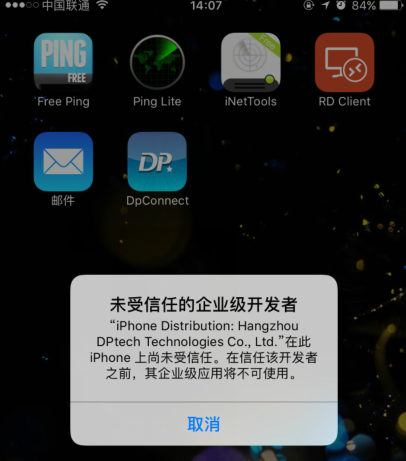 中国联通 14:07 84%
PING
FREE
Free
DP
Free Ping Ping Lite iNetTools RD Client
邮件 DpConnect
未受信任的企业级开发者
“iPhone Distribution: Hangzhou
DPtech Technologies Co., Ltd.”在此
iPhone 上尚未受信任。在信任该开发者
之前，其企业级应用将不可使用。
取消